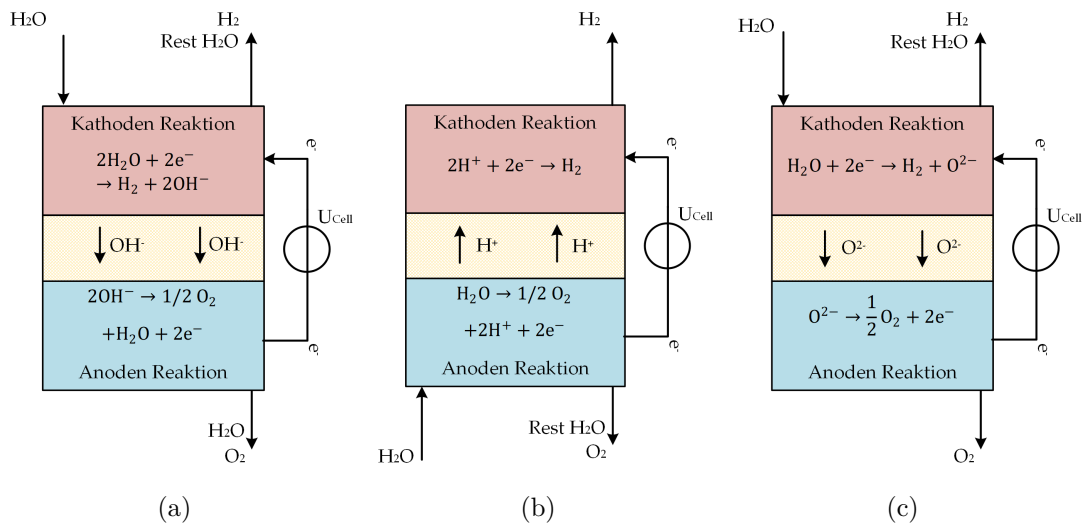 H₂O
H₂
Rest H₂O
Kathoden Reaktion
2H₂O + 2e⁻
→ H₂ + 2OH⁻
e⁻
U_Cell
OH⁻ OH⁻
2OH⁻ → 1/2 O₂
+H₂O + 2e⁻
e⁻
Anoden Reaktion
H₂O
O₂
(a)
H₂
Kathoden Reaktion
2H⁺ + 2e⁻ → H₂
e⁻
U_Cell
H⁺ H⁺
H₂O → 1/2 O₂
+2H⁺ + 2e⁻
e⁻
Anoden Reaktion
Rest H₂O
H₂O
O₂
(b)
H₂O
H₂
Rest H₂O
Kathoden Reaktion
H₂O + 2e⁻ → H₂ + O²⁻
e⁻
U_Cell
O²⁻ O²⁻
O²⁻ → 1/2 O₂ + 2e⁻
e⁻
Anoden Reaktion
O₂
(c)